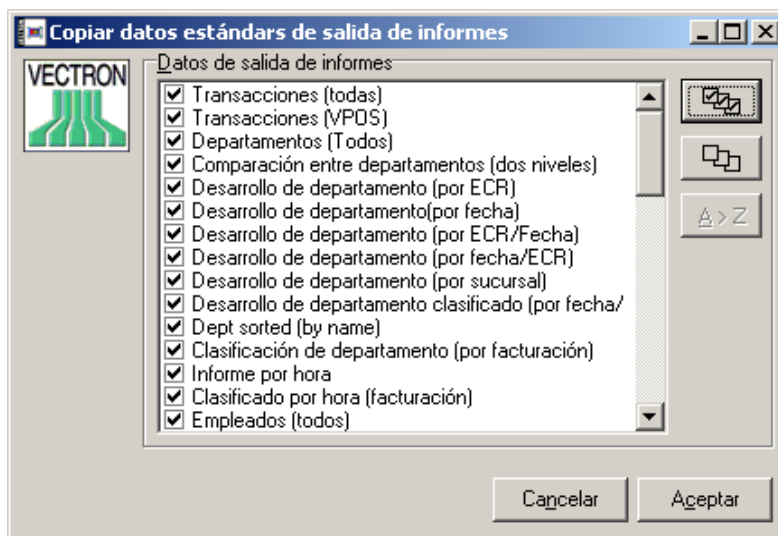 Copiar datos estándars de salida de informes
VECTRON
Datos de salida de informes
Transacciones (todas)
Transacciones (VPOS)
Departamentos (Todos)
Comparación entre departamentos (dos niveles)
Desarrollo de departamento (por ECR)
Desarrollo de departamento(por fecha)
Desarrollo de departamento (por ECR/Fecha)
Desarrollo de departamento (por fecha/ECR)
Desarrollo de departamento (por sucursal)
Desarrollo de departamento clasificado (por fecha/
Dept sorted (by name)
Clasificación de departamento (por facturación)
Informe por hora
Clasificado por hora (facturación)
Empleados (todos)
A > Z
Cancelar
Aceptar